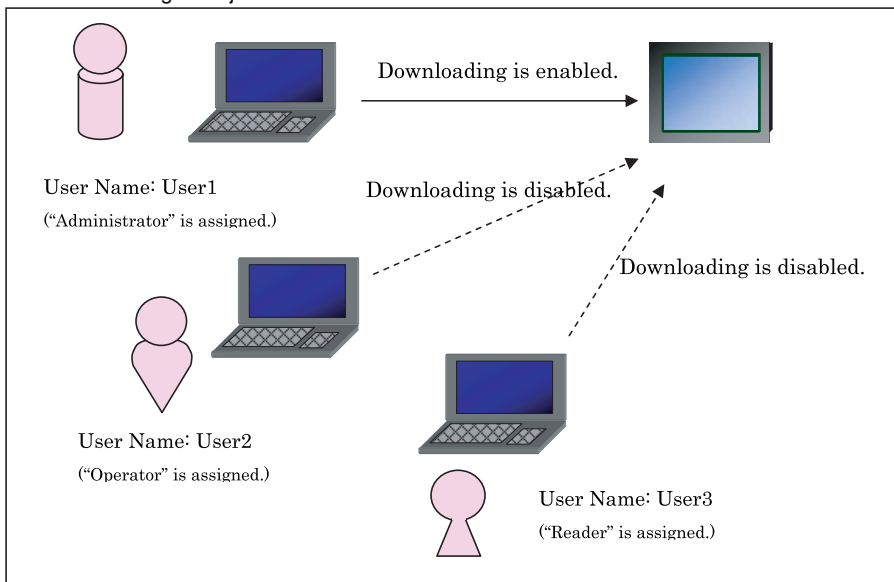 Downloading is enabled.
User Name: User1
(“Administrator” is assigned.)
Downloading is disabled.
Downloading is disabled.
User Name: User2
(“Operator” is assigned.)
User Name: User3
(“Reader” is assigned.)